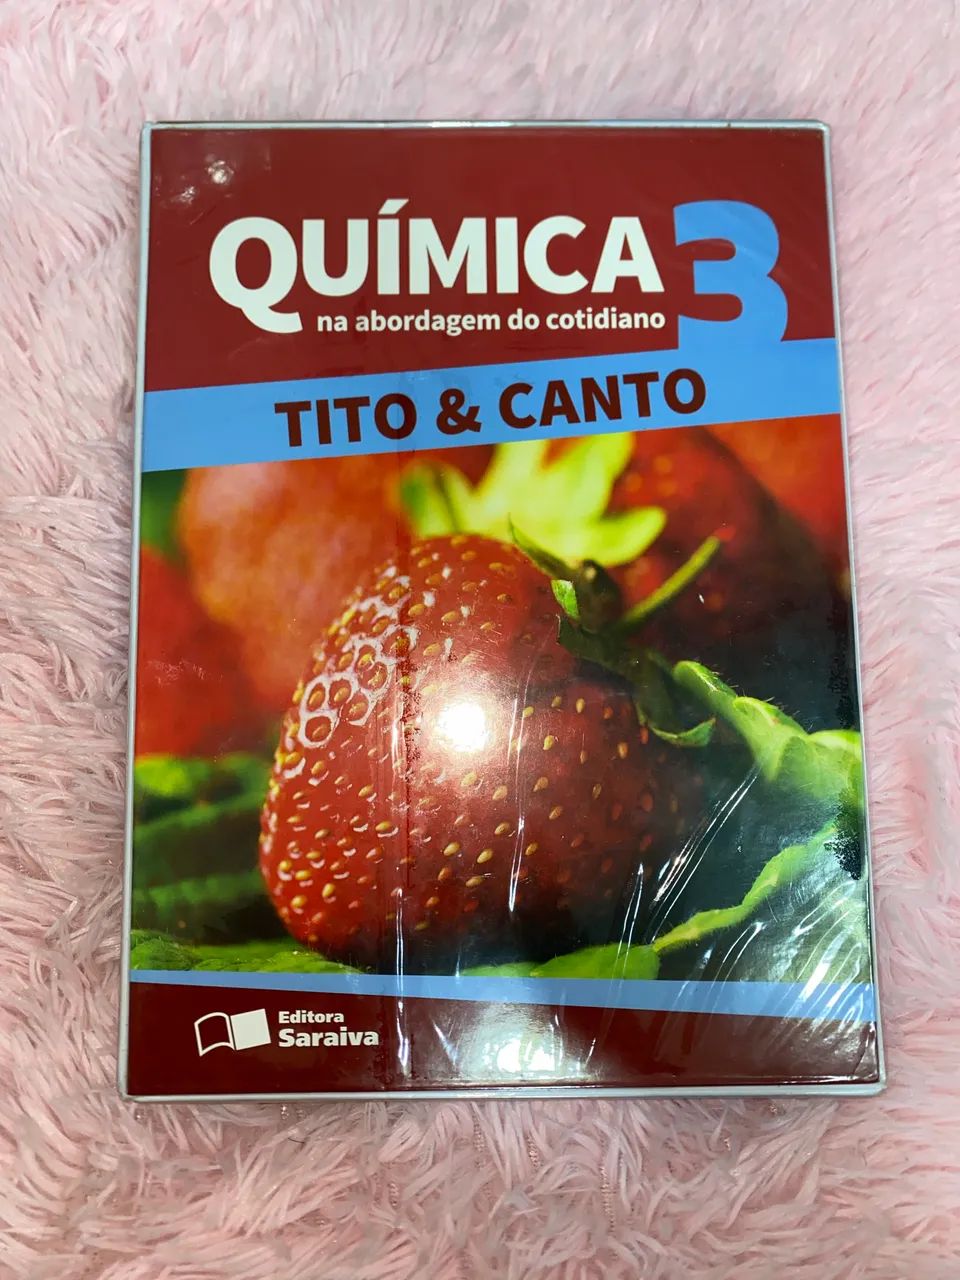 QUÍMICA 3
na abordagem do cotidiano
TITO & CANTO
Editora
Saraiva